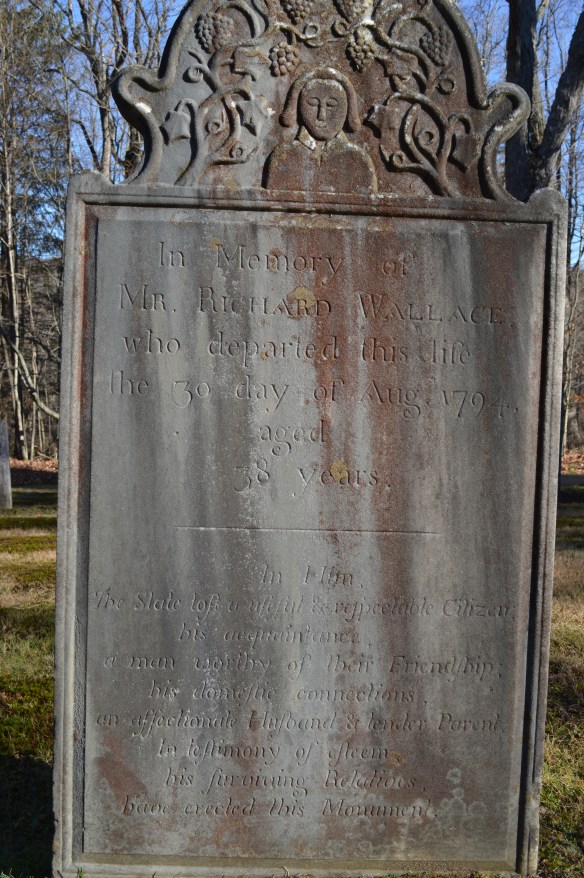 In Memory of
MR. RICHARD WALLACE.
who departed this life
the 30 day of Aug. 1794.
aged
38 years.
In Him,
The State loſt a uſeful & reſpectable Citizen,
his acquaintance,
a man worthy of their Friendſhip,
his domeſtic connections,
an affectionate Huſband & tender Parent.
In teſtimony of eſteem
his ſurviving Relatives,
have erected this Monument.